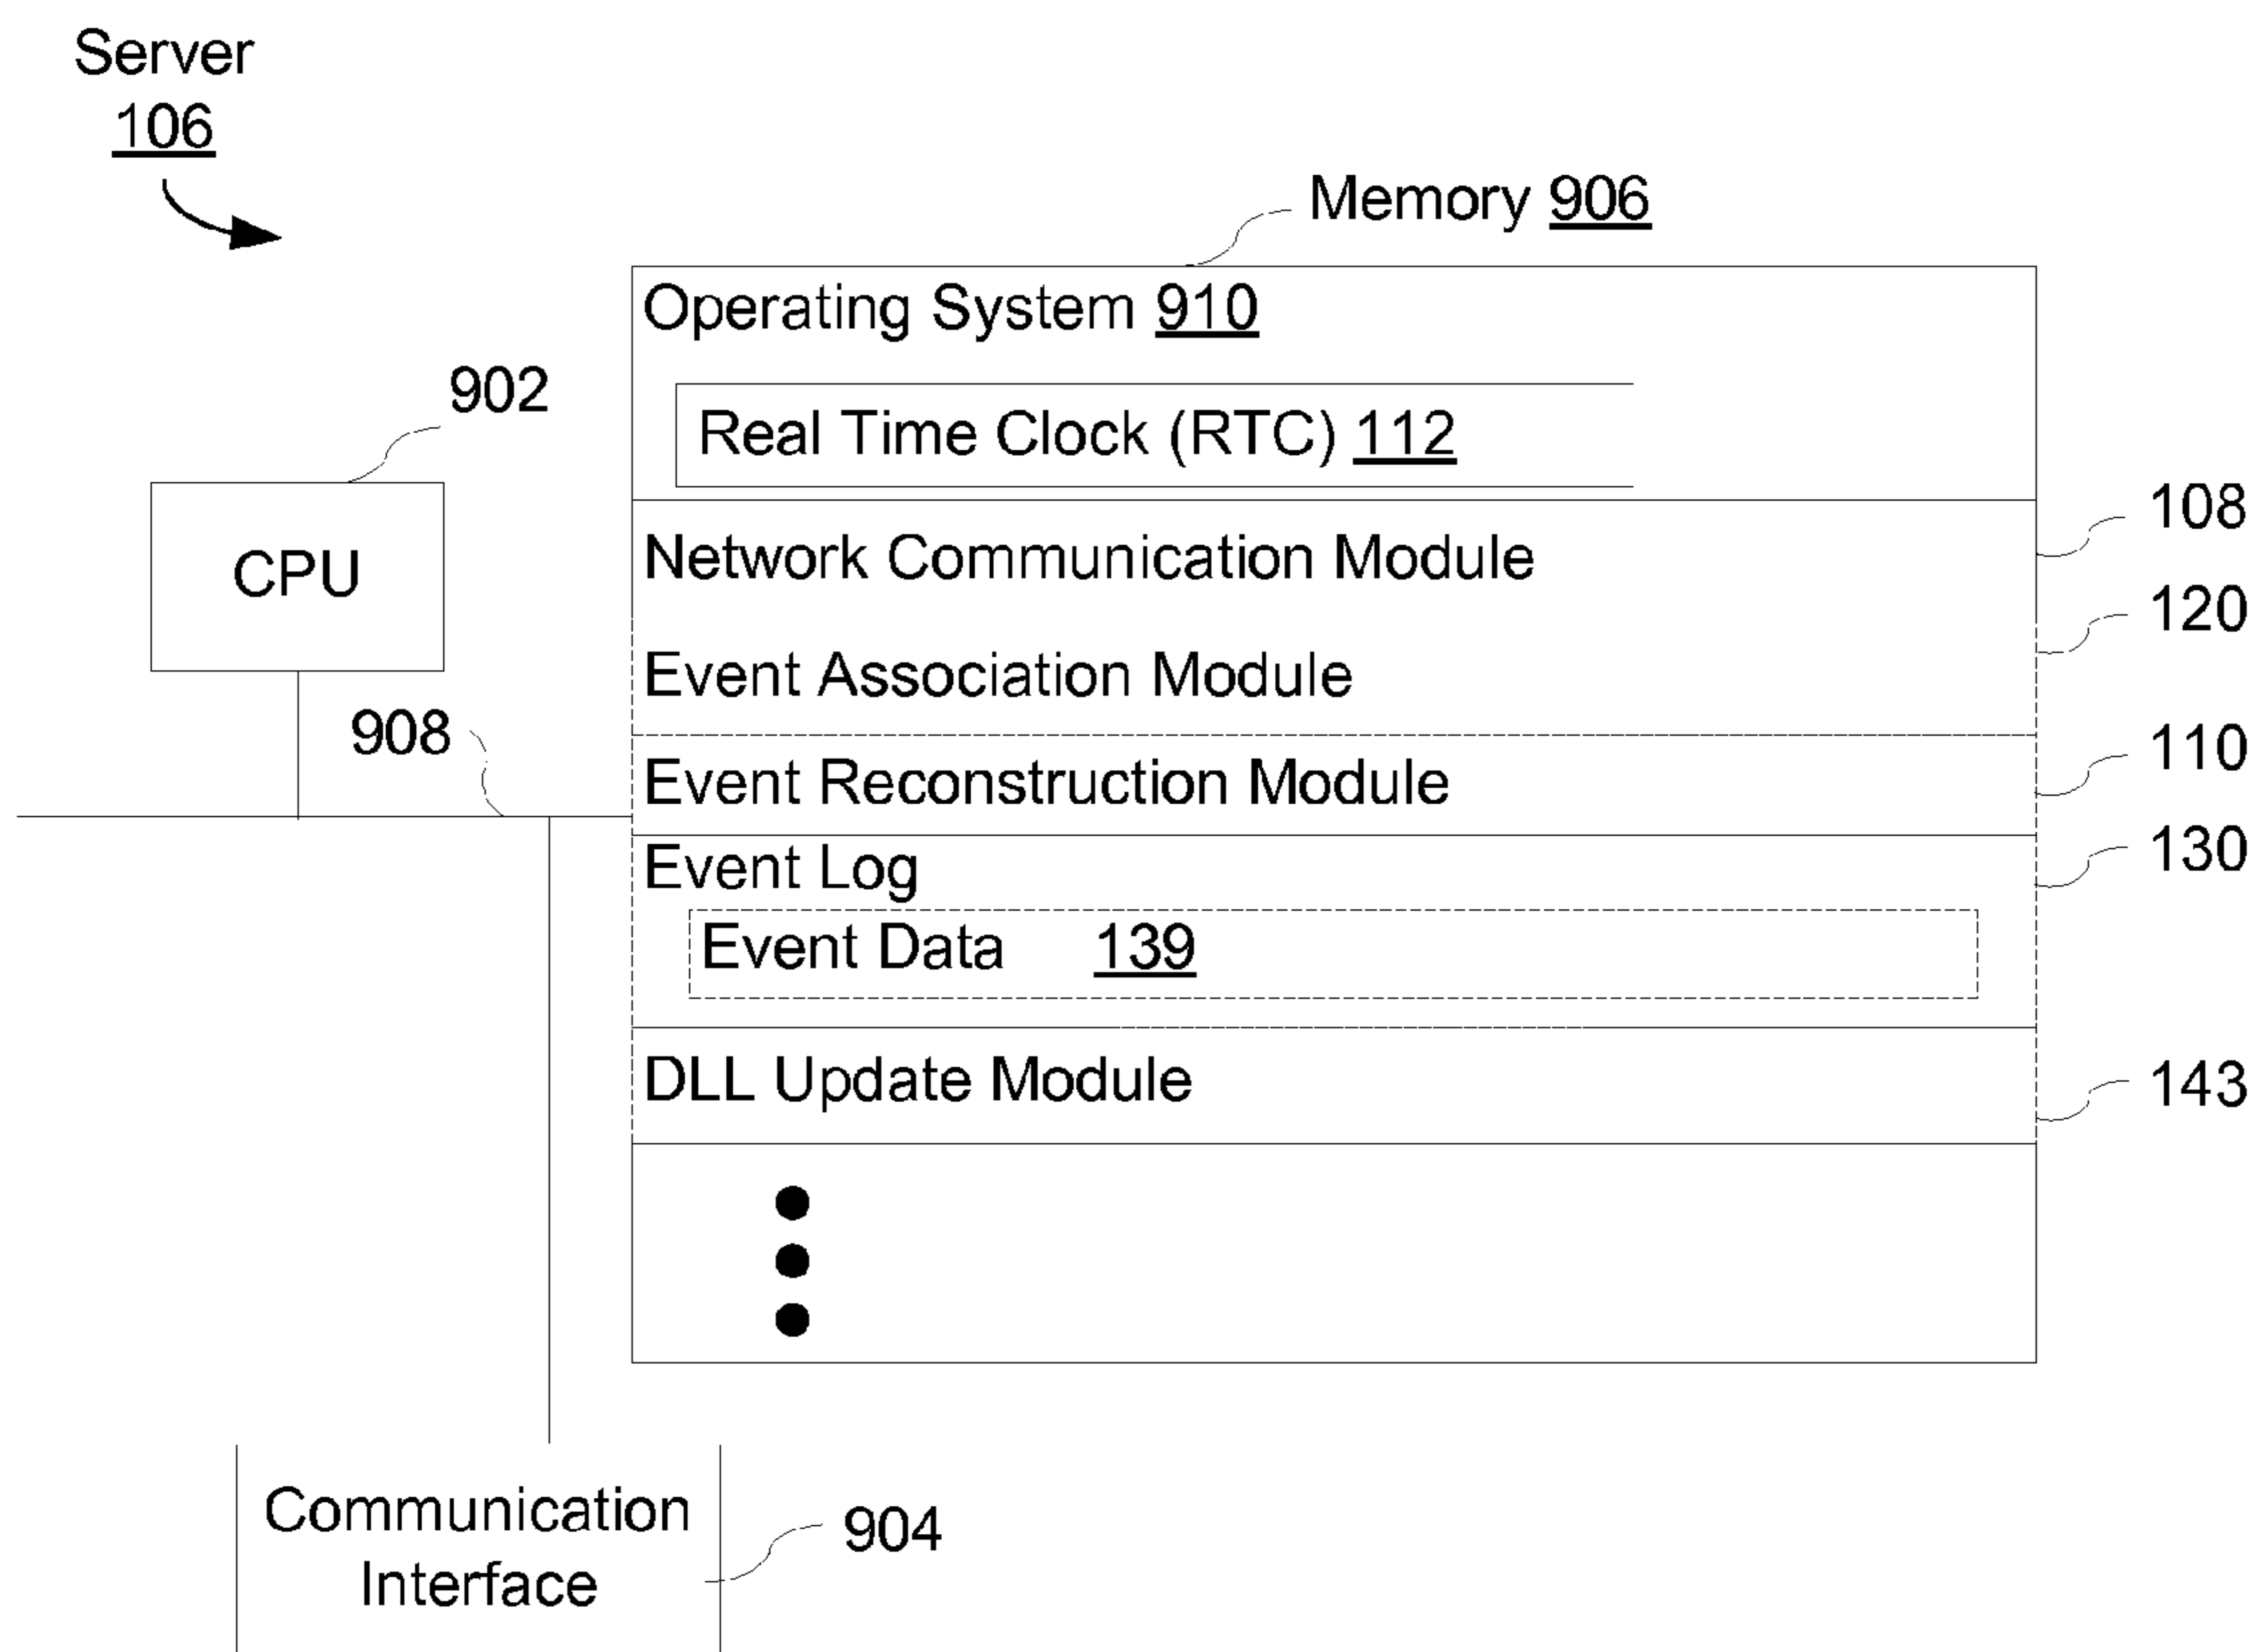 Server
106
Memory 906
Operating System 910
902
Real Time Clock (RTC) 112
108
Network Communication Module
CPU
120
Event Association Module
908
110
Event Reconstruction Module
130
Event Log
Event Data 139
DLL Update Module
143
Communication
Interface
904